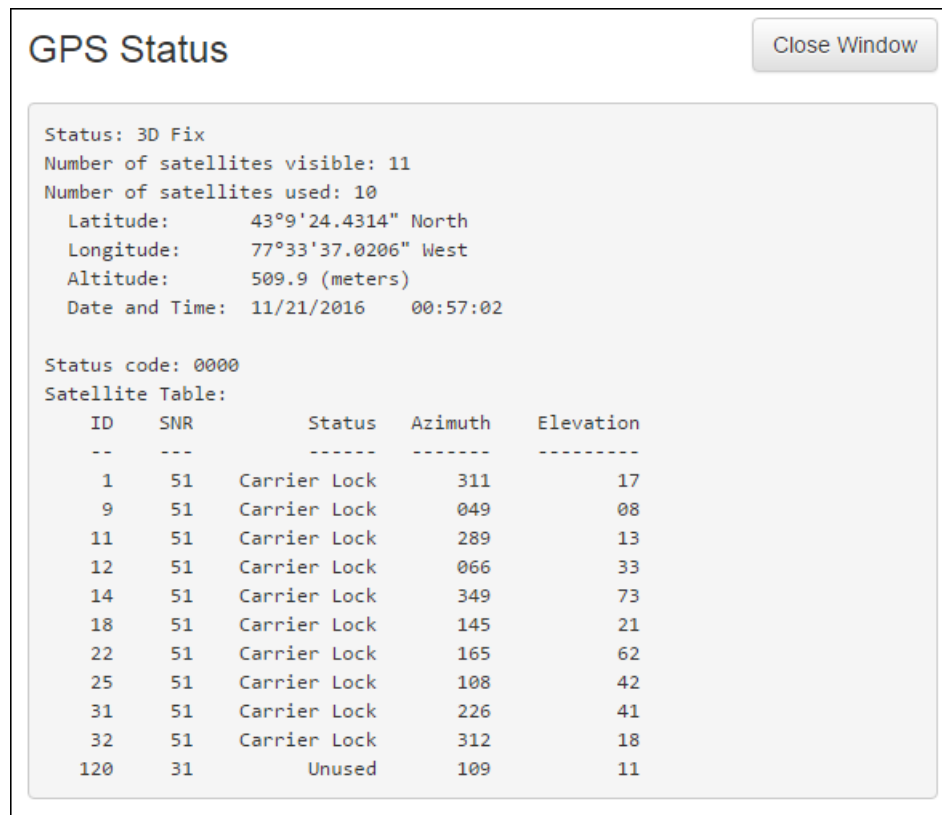 GPS Status
Close Window
Status: 3D Fix
Number of satellites visible: 11
Number of satellites used: 10
Latitude: 43°9'24.4314" North
Longitude: 77°33'37.0206" West
Altitude: 509.9 (meters)
Date and Time: 11/21/2016 00:57:02
Status code: 0000
Satellite Table:
ID SNR Status Azimuth Elevation
-- --- ------ ------- ---------
1 51 Carrier Lock 311 17
9 51 Carrier Lock 049 08
11 51 Carrier Lock 289 13
12 51 Carrier Lock 066 33
14 51 Carrier Lock 349 73
18 51 Carrier Lock 145 21
22 51 Carrier Lock 165 62
25 51 Carrier Lock 108 42
31 51 Carrier Lock 226 41
32 51 Carrier Lock 312 18
120 31 Unused 109 11